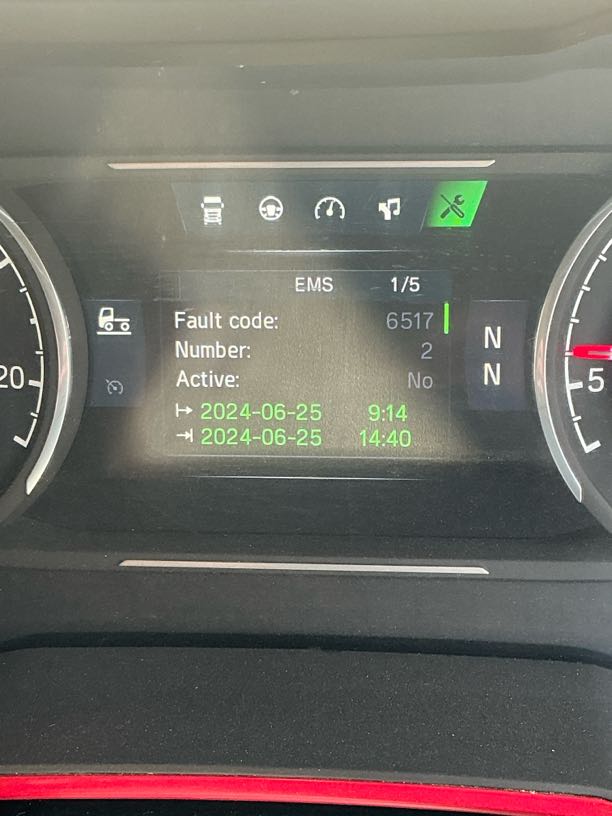 EMS 1/5
Fault code: 6517
Number: 2
Active: No
2024-06-25 9:14
2024-06-25 14:40
N
N
20
5